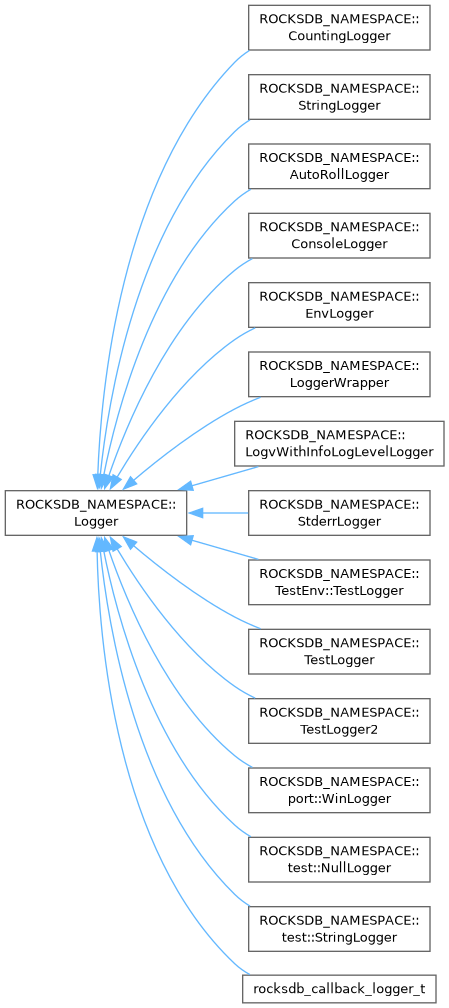 ROCKSDB_NAMESPACE::
CountingLogger
ROCKSDB_NAMESPACE::
StringLogger
ROCKSDB_NAMESPACE::
AutoRollLogger
ROCKSDB_NAMESPACE::
ConsoleLogger
ROCKSDB_NAMESPACE::
EnvLogger
ROCKSDB_NAMESPACE::
LoggerWrapper
ROCKSDB_NAMESPACE::
LogvWithInfoLogLevelLogger
ROCKSDB_NAMESPACE::
Logger
ROCKSDB_NAMESPACE::
StderrLogger
ROCKSDB_NAMESPACE::
TestEnv::TestLogger
ROCKSDB_NAMESPACE::
TestLogger
ROCKSDB_NAMESPACE::
TestLogger2
ROCKSDB_NAMESPACE::
port::WinLogger
ROCKSDB_NAMESPACE::
test::NullLogger
ROCKSDB_NAMESPACE::
test::StringLogger
rocksdb_callback_logger_t